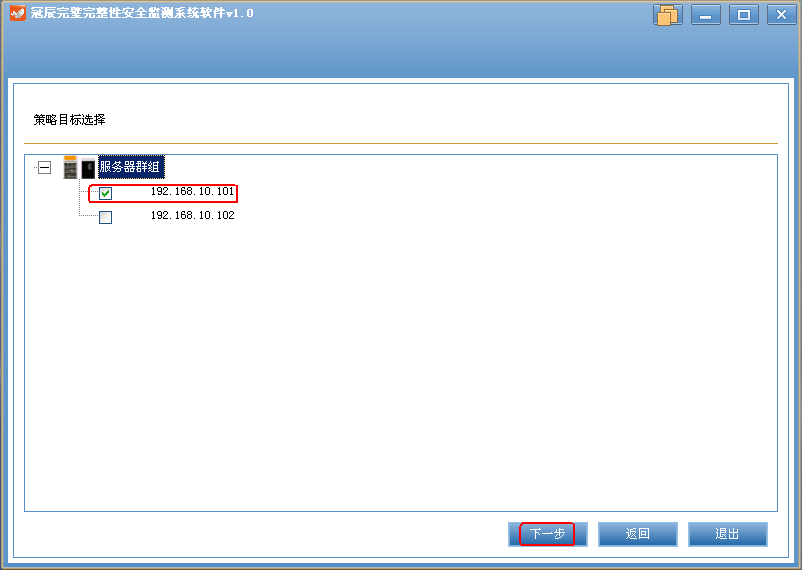 冠辰完璧完整性安全监测系统软件v1.0
策略目标选择
服务器群组
192.168.10.101
192.168.10.102
下一步
返回
退出